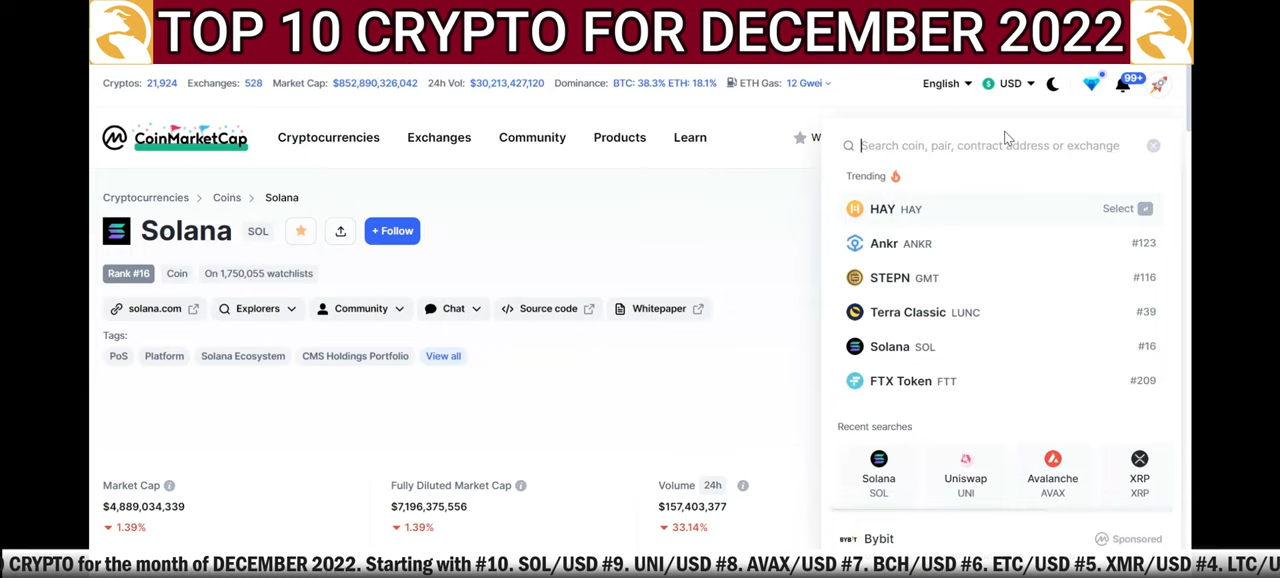 TOP 10 CRYPTO FOR DECEMBER 2022
Cryptos: 21,924 Exchanges: 528 Market Cap: $852,890,326,042 24h Vol: $30,213,427,120 Dominance: BTC: 38.3% ETH: 18.1% ETH Gas: 12 Gwei English USD 99+
CoinMarketCap Cryptocurrencies Exchanges Community Products Learn W
Search coin, pair, contract address or exchange
Trending
HAY HAY Select
Ankr ANKR #123
STEPN GMT #116
Terra Classic LUNC #39
Solana SOL #16
FTX Token FTT #209
Recent searches
Solana SOL
Uniswap UNI
Avalanche AVAX
XRP XRP
BYBIT Bybit Sponsored
Cryptocurrencies > Coins > Solana
Solana SOL + Follow
Rank #16 Coin On 1,750,055 watchlists
solana.com Explorers Community Chat Source code Whitepaper
Tags:
PoS Platform Solana Ecosystem CMS Holdings Portfolio View all
Market Cap Fully Diluted Market Cap Volume 24h
$4,889,034,339 $7,196,375,556 $157,403,377
1.39% 1.39% 33.14%
CRYPTO for the month of DECEMBER 2022. Starting with #10. SOL/USD #9. UNI/USD #8. AVAX/USD #7. BCH/USD #6. ETC/USD #5. XMR/USD #4. LTC/U